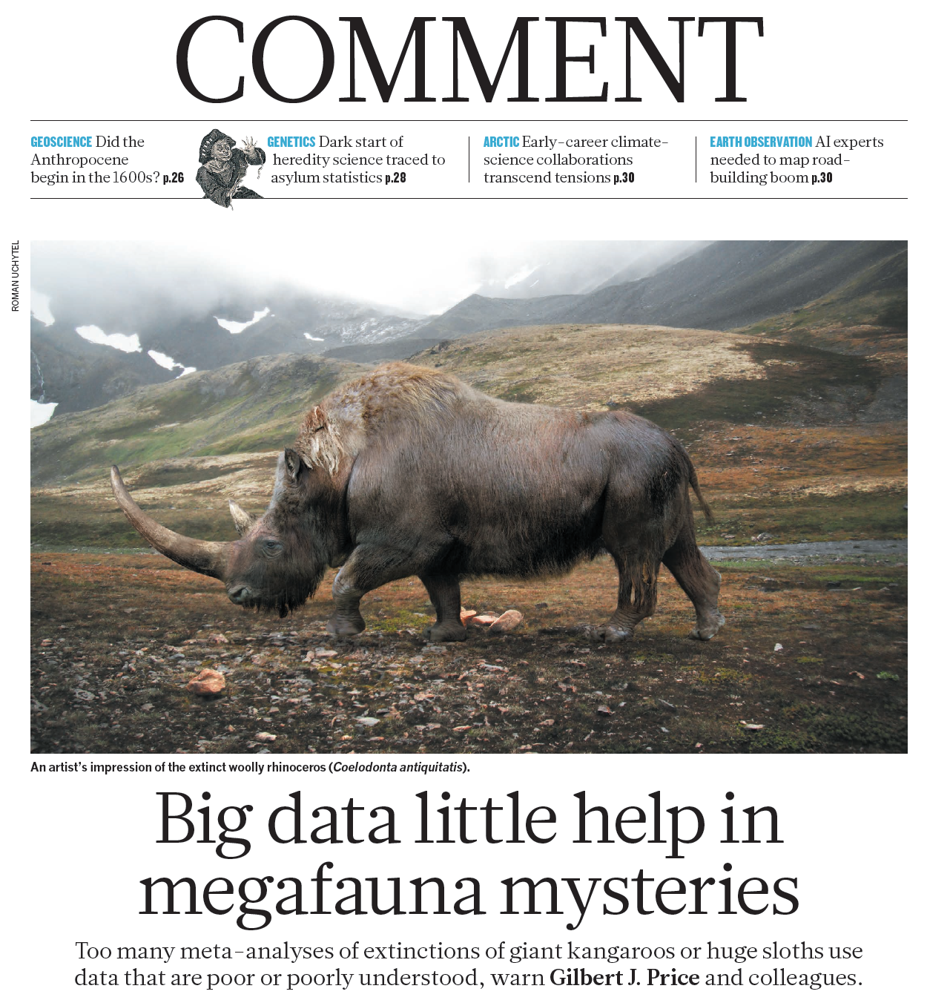 COMMENT
GEOSCIENCE Did the
Anthropocene
begin in the 1600s? p.26
GENETICS Dark start of
heredity science traced to
asylum statistics p.28
ARCTIC Early-career climate-
science collaborations
transcend tensions p.30
EARTH OBSERVATION AI experts
needed to map road-
building boom p.30
ROMAN UCHYTEL
An artist's impression of the extinct woolly rhinoceros (Coelodonta antiquitatis).
Big data little help in
megafauna mysteries
Too many meta-analyses of extinctions of giant kangaroos or huge sloths use
data that are poor or poorly understood, warn Gilbert J. Price and colleagues.